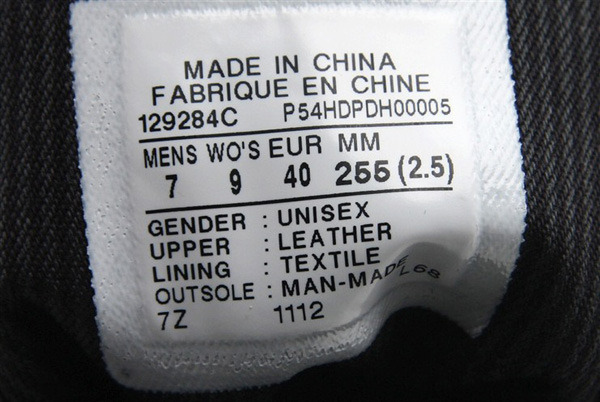 MADE IN CHINA
FABRIQUE EN CHINE
129284C P54HDPDH00005
MENS WO'S EUR MM
7 9 40 255 (2.5)
GENDER : UNISEX
UPPER : LEATHER
LINING : TEXTILE
OUTSOLE : MAN-MADE L68
7Z 1112